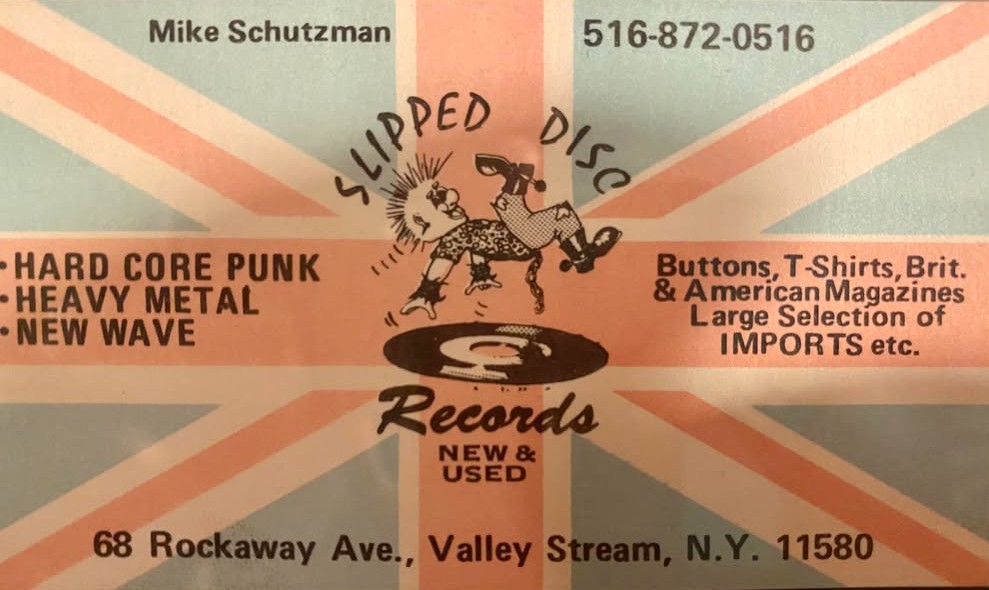 Mike Schutzman
516-872-0516
SLIPPED DISC
•HARD CORE PUNK
•HEAVY METAL
•NEW WAVE
Buttons, T-Shirts, Brit.
& American Magazines
Large Selection of
IMPORTS etc.
Records
NEW &
USED
68 Rockaway Ave., Valley Stream, N.Y. 11580